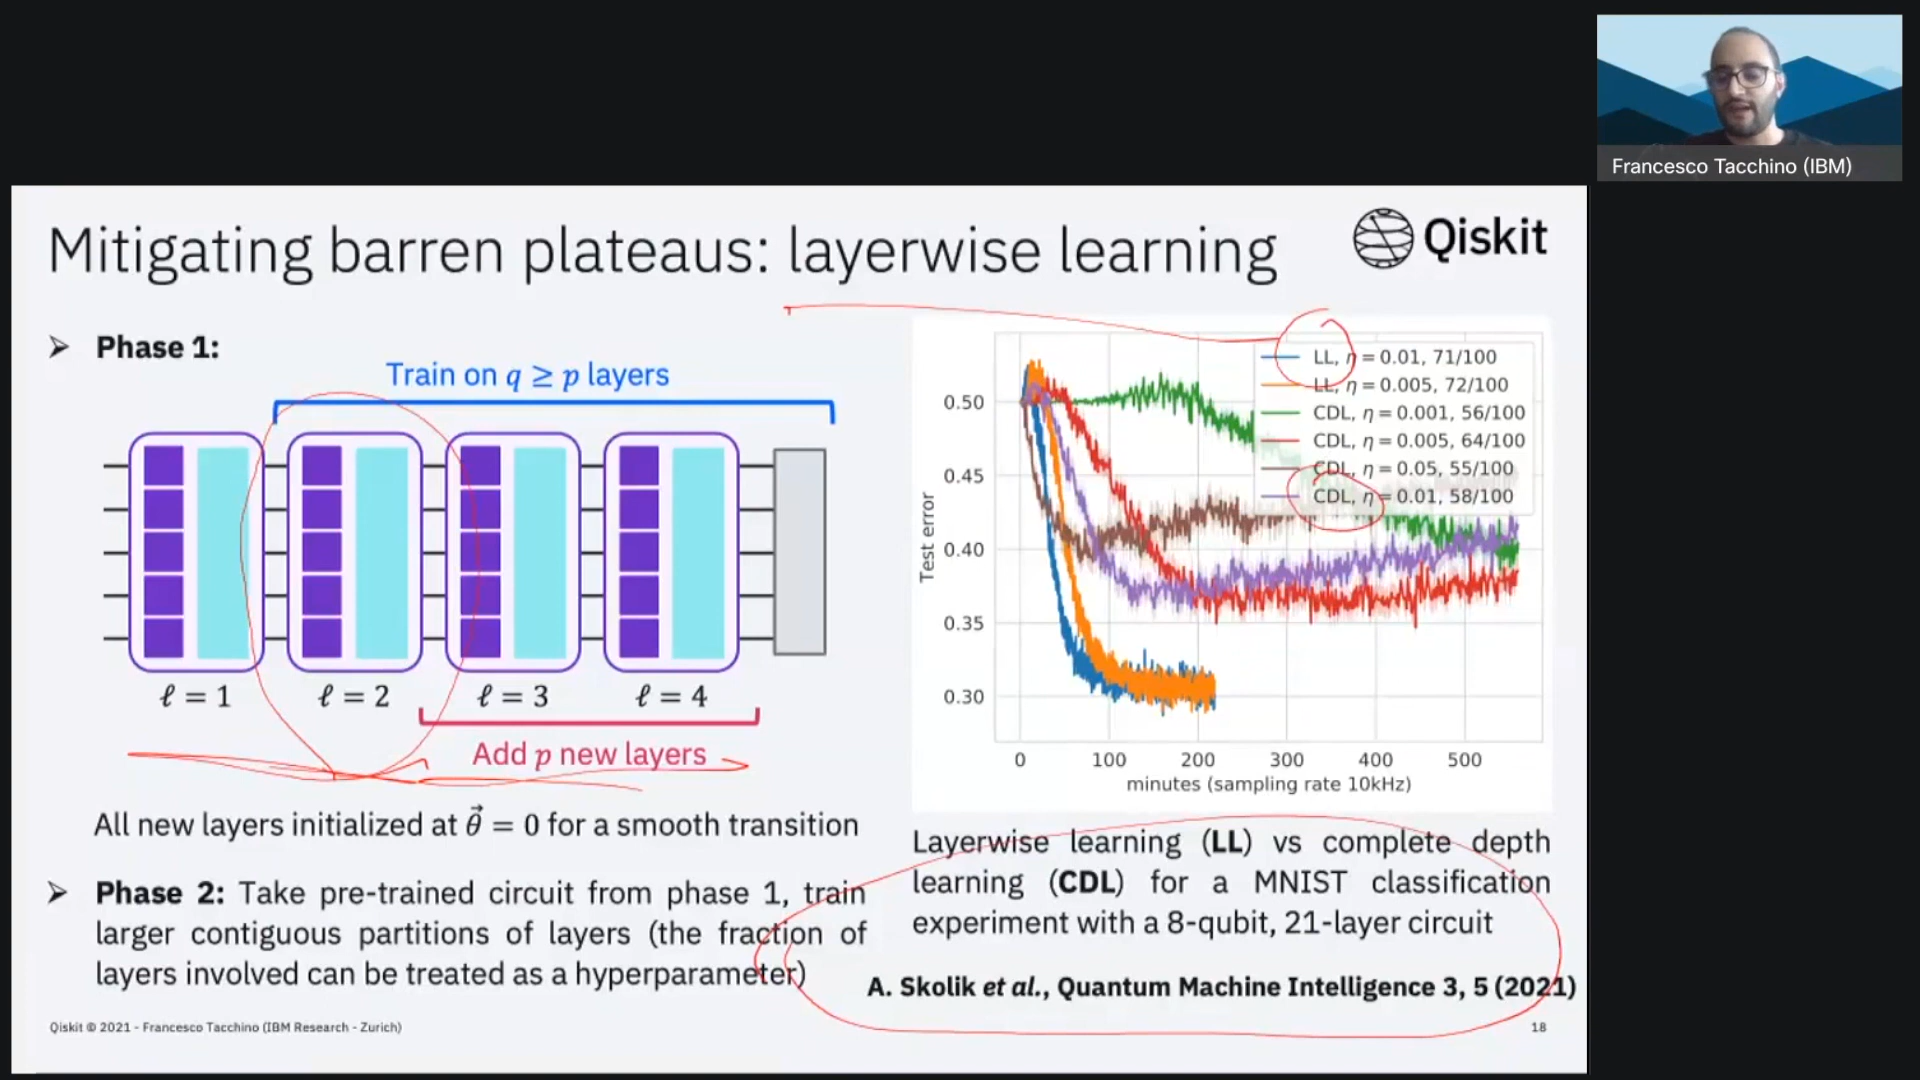 Francesco Tacchino (IBM)
Mitigating barren plateaus: layerwise learning
Qiskit
➢ Phase 1:
Train on q ≥ p layers
ℓ = 1
ℓ = 2
ℓ = 3
ℓ = 4
Add p new layers
All new layers initialized at θ⃗ = 0 for a smooth transition
➢ Phase 2: Take pre-trained circuit from phase 1, train
larger contiguous partitions of layers (the fraction of
layers involved can be treated as a hyperparameter)
LL, η = 0.01, 71/100
LL, η = 0.005, 72/100
CDL, η = 0.001, 56/100
CDL, η = 0.005, 64/100
CDL, η = 0.05, 55/100
CDL, η = 0.01, 58/100
Test error
0.50
0.45
0.40
0.35
0.30
0 100 200 300 400 500
minutes (sampling rate 10kHz)
Layerwise learning (LL) vs complete depth
learning (CDL) for a MNIST classification
experiment with a 8-qubit, 21-layer circuit
A. Skolik et al., Quantum Machine Intelligence 3, 5 (2021)
Qiskit © 2021 - Francesco Tacchino (IBM Research - Zurich)
18